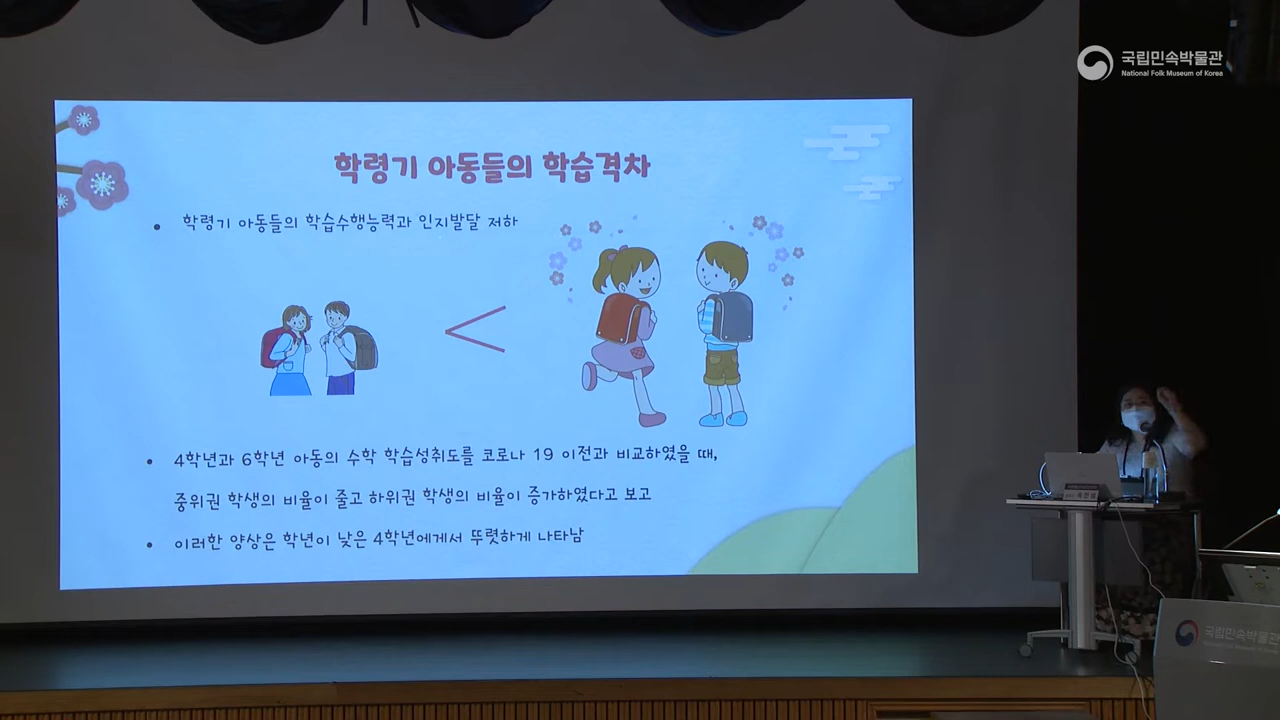 국립민속박물관
National Folk Museum of Korea
학령기 아동들의 학습격차
• 학령기 아동들의 학습수행능력과 인지발달 저하
<
• 4학년과 6학년 아동의 수학 학습성취도를 코로나 19 이전과 비교하였을 때,
중위권 학생의 비율이 줄고 하위권 학생의 비율이 증가하였다고 보고
• 이러한 양상은 학년이 낮은 4학년에게서 뚜렷하게 나타남
국립민속박물관